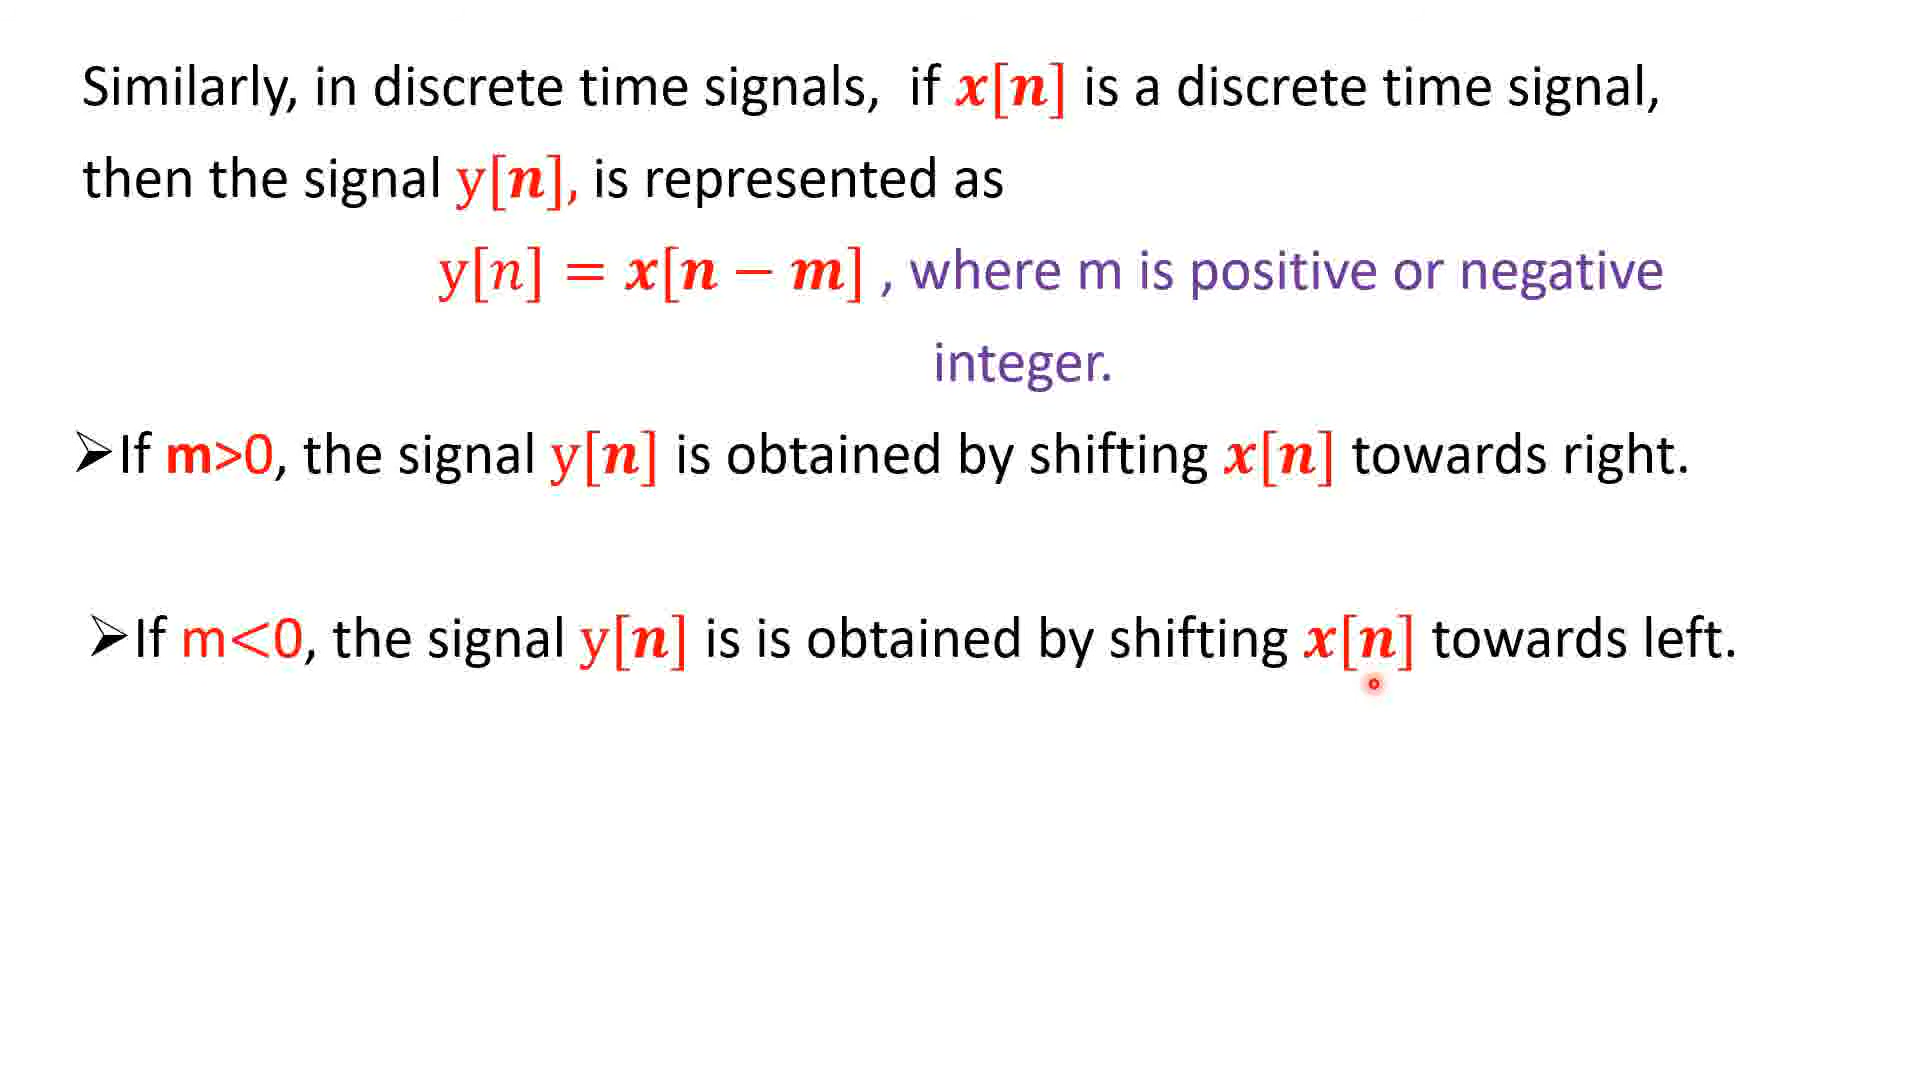 Similarly, in discrete time signals, if x[n] is a discrete time signal,
then the signal y[n], is represented as
y[n] = x[n − m] , where m is positive or negative
integer.
➢If m>0, the signal y[n] is obtained by shifting x[n] towards right.
➢If m<0, the signal y[n] is is obtained by shifting x[n] towards left.